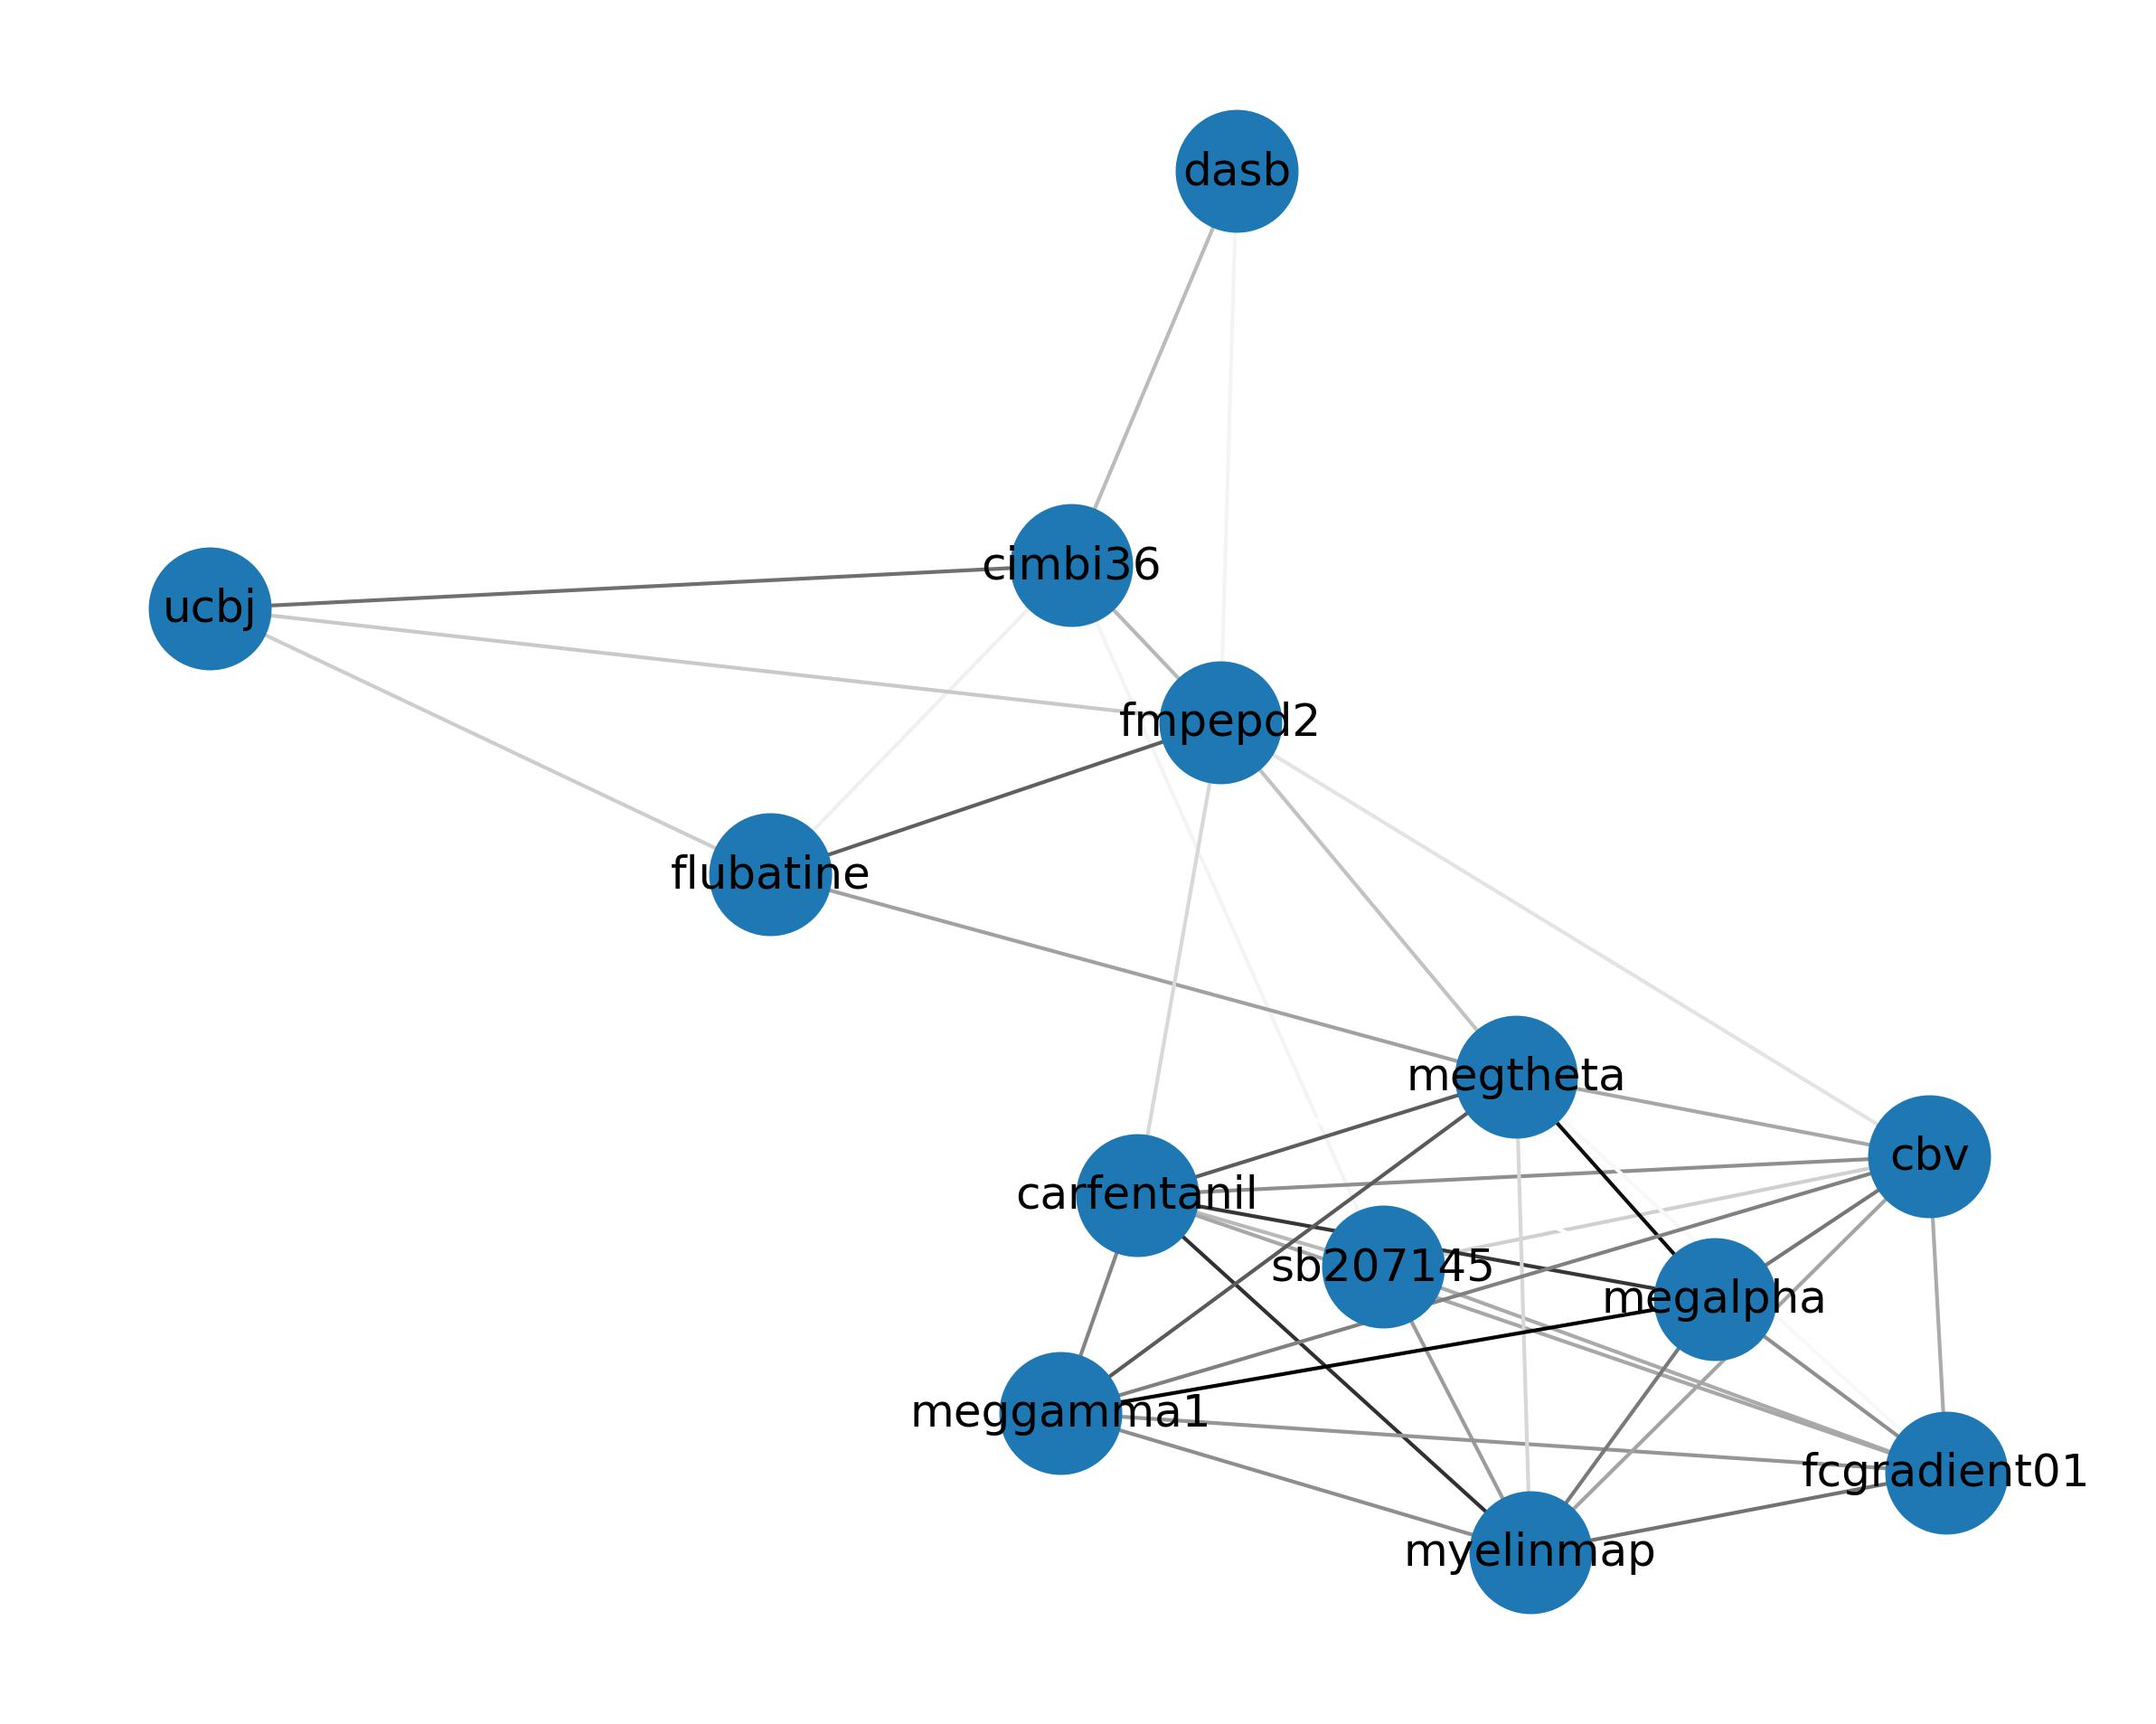 dasb
cimbi36
ucbj
fmpepd2
flubatine
megtheta
cbv
carfentanil
sb207145
megalpha
meggamma1
fcgradient01
myelinmap